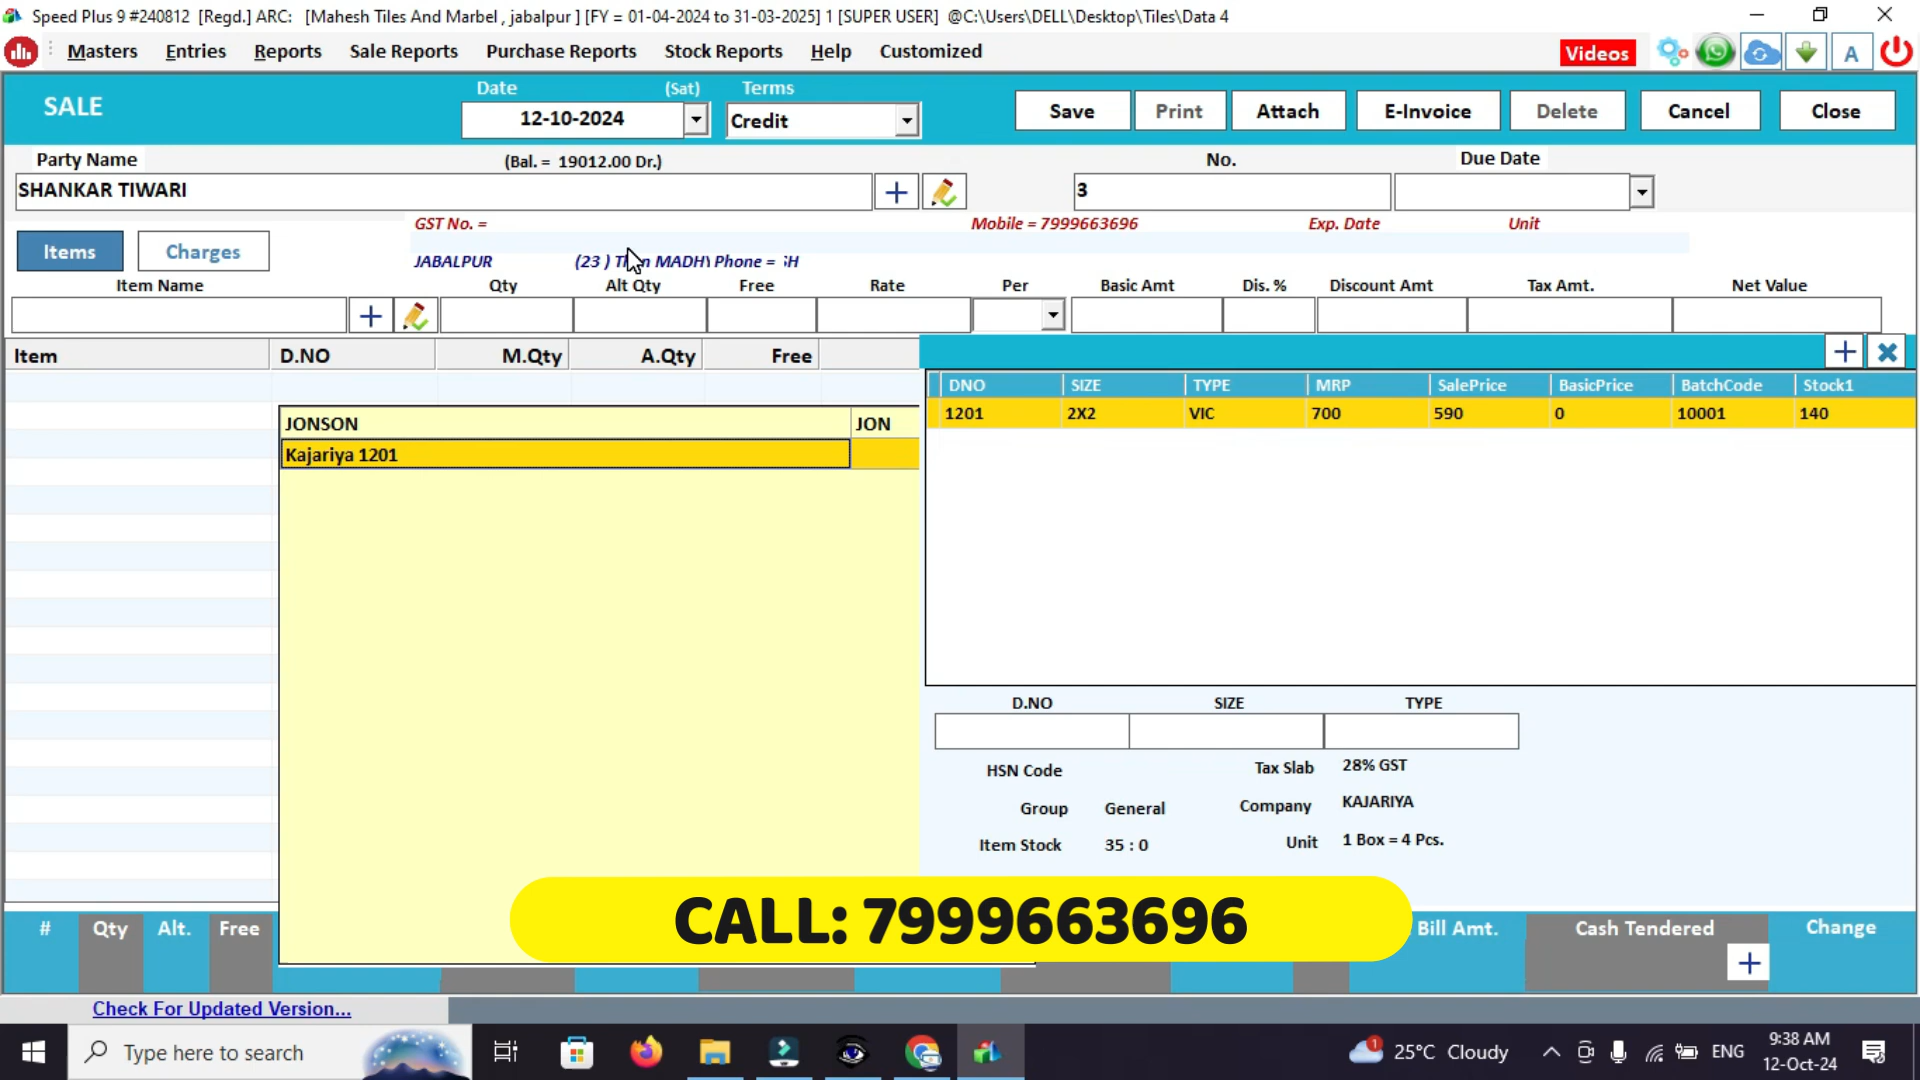 Speed Plus 9 #240812 [Regd.] ARC: [Mahesh Tiles And Marbel , jabalpur ] [FY = 01-04-2024 to 31-03-2025] 1 [SUPER USER] @C:\Users\DELL\Desktop\Tiles\Data 4
Masters Entries Reports Sale Reports Purchase Reports Stock Reports Help Customized Videos A
SALE Date (Sat) Terms
12-10-2024 Credit Save Print Attach E-Invoice Delete Cancel Close
Party Name (Bal. = 19012.00 Dr.) No. Due Date
SHANKAR TIWARI 3
GST No. = Mobile = 7999663696 Exp. Date Unit
Items Charges
JABALPUR (23 ) Phone =
Item Name Qty Alt Qty Free Rate Per Basic Amt Dis. % Discount Amt Tax Amt. Net Value
Item D.NO M.Qty A.Qty Free
DNO SIZE TYPE MRP SalePrice BasicPrice BatchCode Stock1
1201 2X2 VIC 700 590 0 10001 140
JONSON JON
Kajariya 1201
D.NO SIZE TYPE
HSN Code Tax Slab 28% GST
Group General Company KAJARIYA
Item Stock 35 : 0 Unit 1 Box = 4 Pcs.
CALL: 7999663696
# Qty Alt. Free Bill Amt. Cash Tendered Change
Check For Updated Version...
Type here to search 1 25°C Cloudy ENG 9:38 AM
12-Oct-24